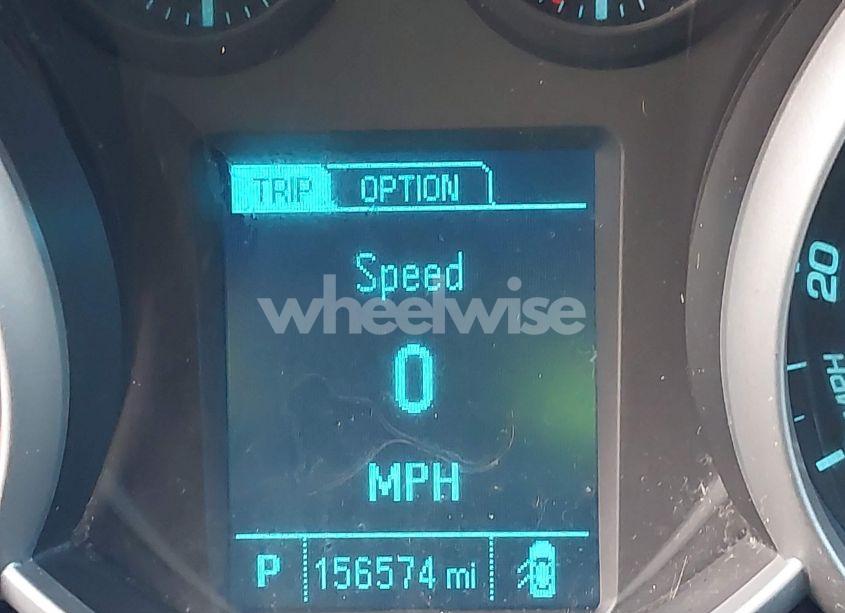 TRIP OPTION
Speed
wheelwise
0
MPH
P 156574 mi
20
MPH